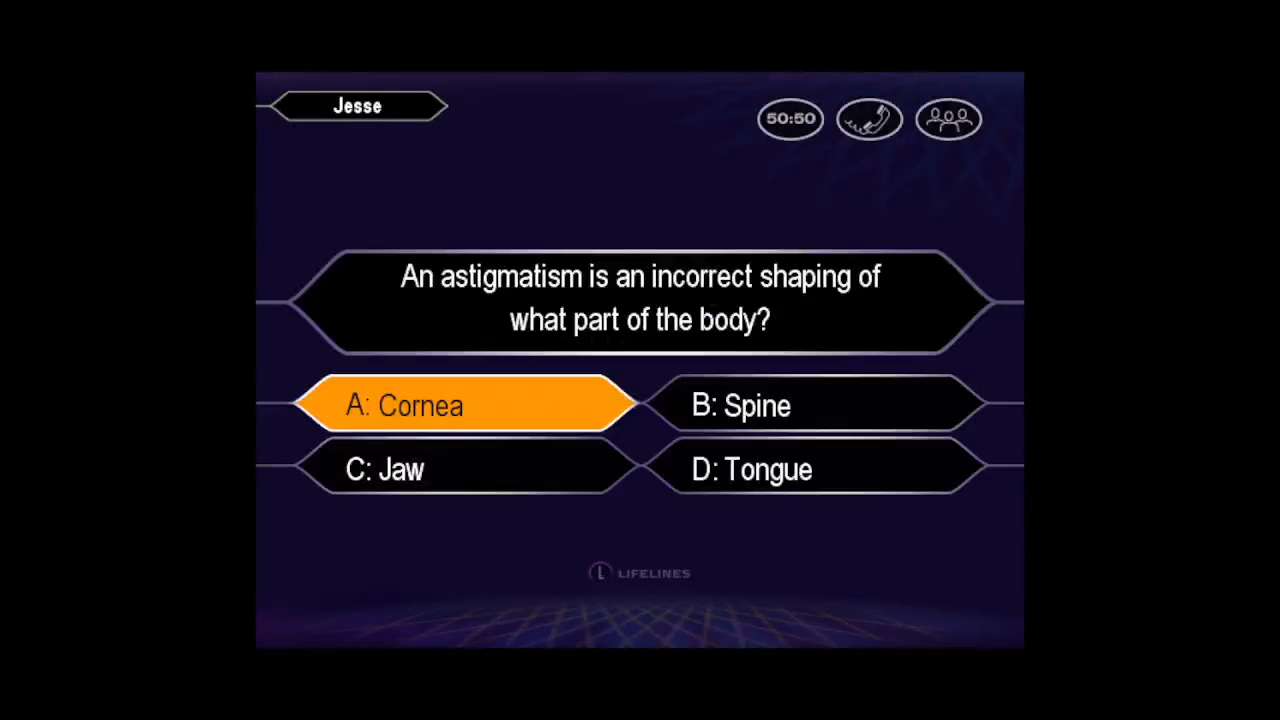 Jesse
50:50
An astigmatism is an incorrect shaping of
what part of the body?
A: Cornea
B: Spine
C: Jaw
D: Tongue
L LIFELINES